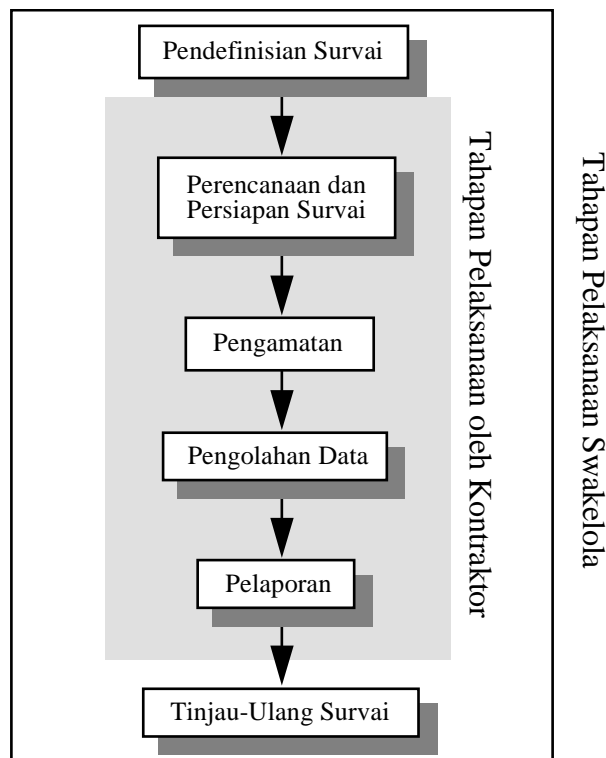 Pendefinisian Survai
Perencanaan dan
Persiapan Survai
Pengamatan
Pengolahan Data
Pelaporan
Tinjau-Ulang Survai
Tahapan Pelaksanaan oleh Kontraktor
Tahapan Pelaksanaan Swakelola